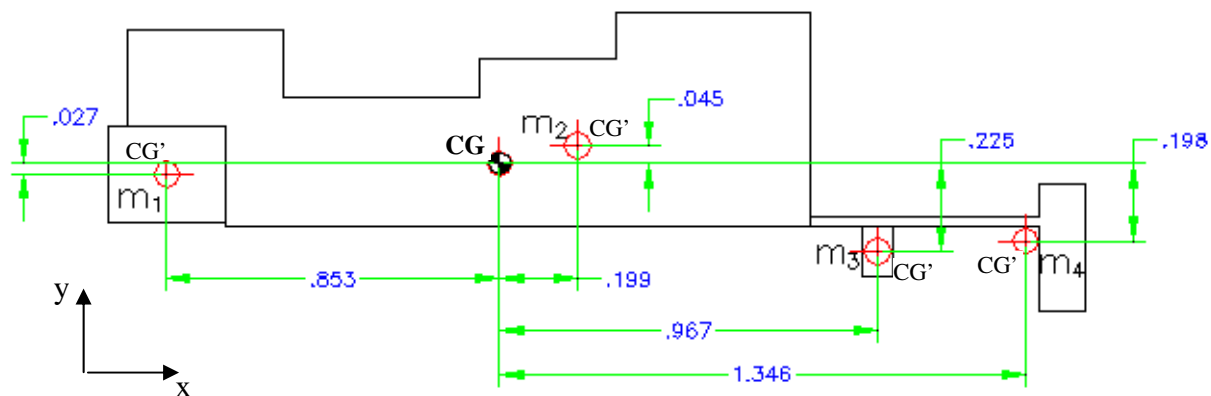 .027
.045
m₂
CG'
.225
.198
CG'
CG
m₁
m₃
CG'
CG'
m₄
.853
.199
y
.967
1.346
x